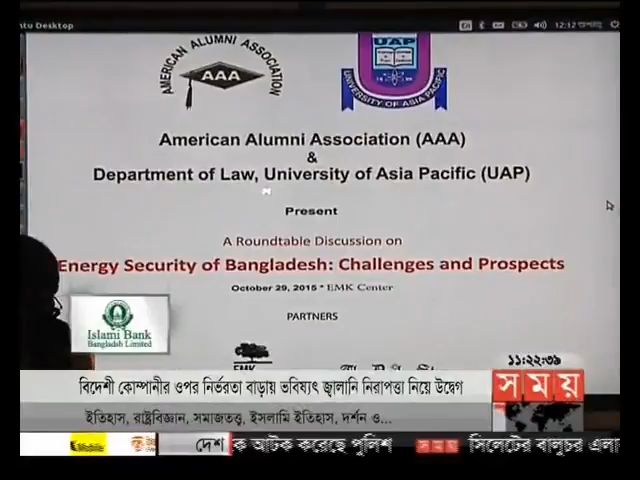 ntu Desktop
En
12:12 অপরাহ্ন
AMERICAN ALUMNI ASSOCIATION
AAA
UAP
UNIVERSITY OF ASIA PACIFIC
American Alumni Association (AAA)
&
Department of Law, University of Asia Pacific (UAP)
Present
A Roundtable Discussion on
Energy Security of Bangladesh: Challenges and Prospects
October 29, 2015 * EMK Center
PARTNERS
EMK
Islami Bank
Bangladesh Limited
১১:২২:৩৯
সময়
বিদেশী কোম্পানীর ওপর নির্ভরতা বাড়ায় ভবিষ্যৎ জ্বালানি নিরাপত্তা নিয়ে উদ্বেগ
ইতিহাস, রাষ্ট্রবিজ্ঞান, সমাজতত্ত্ব, ইসলামি ইতিহাস, দর্শন ও...
দেশ ক আটক করেছে পুলিশ সময় সিলেটের বালুচর এলা